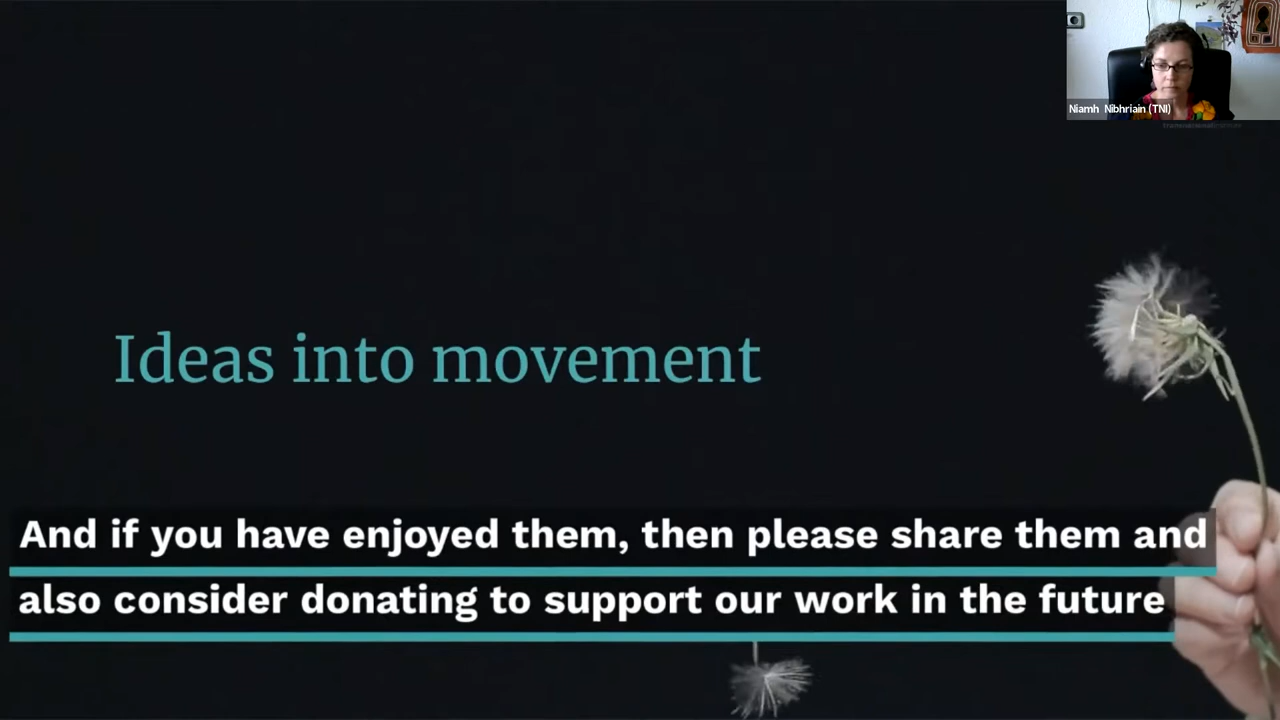 Niamh Nibhriain (TNI)
Ideas into movement
And if you have enjoyed them, then please share them and
also consider donating to support our work in the future